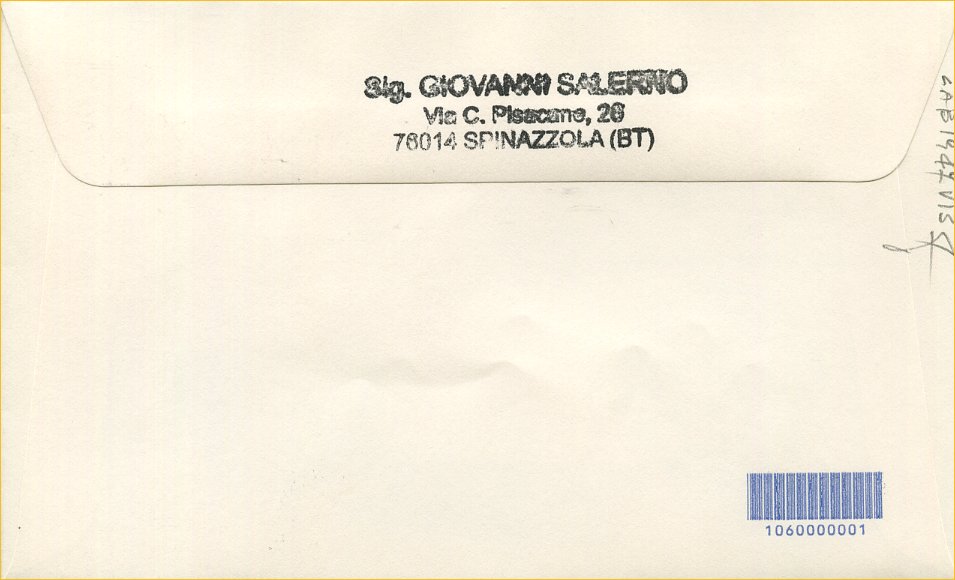 Sig. GIOVANNI SALERNO
Via C. Pisacane, 26
76014 SPINAZZOLA (BT)
1060000001